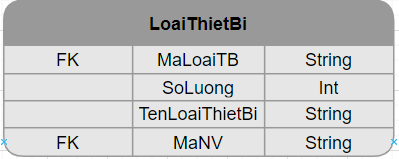 LoaiThietBi
FK MaLoaiTB String
SoLuong Int
TenLoaiThietBi String
FK MaNV String